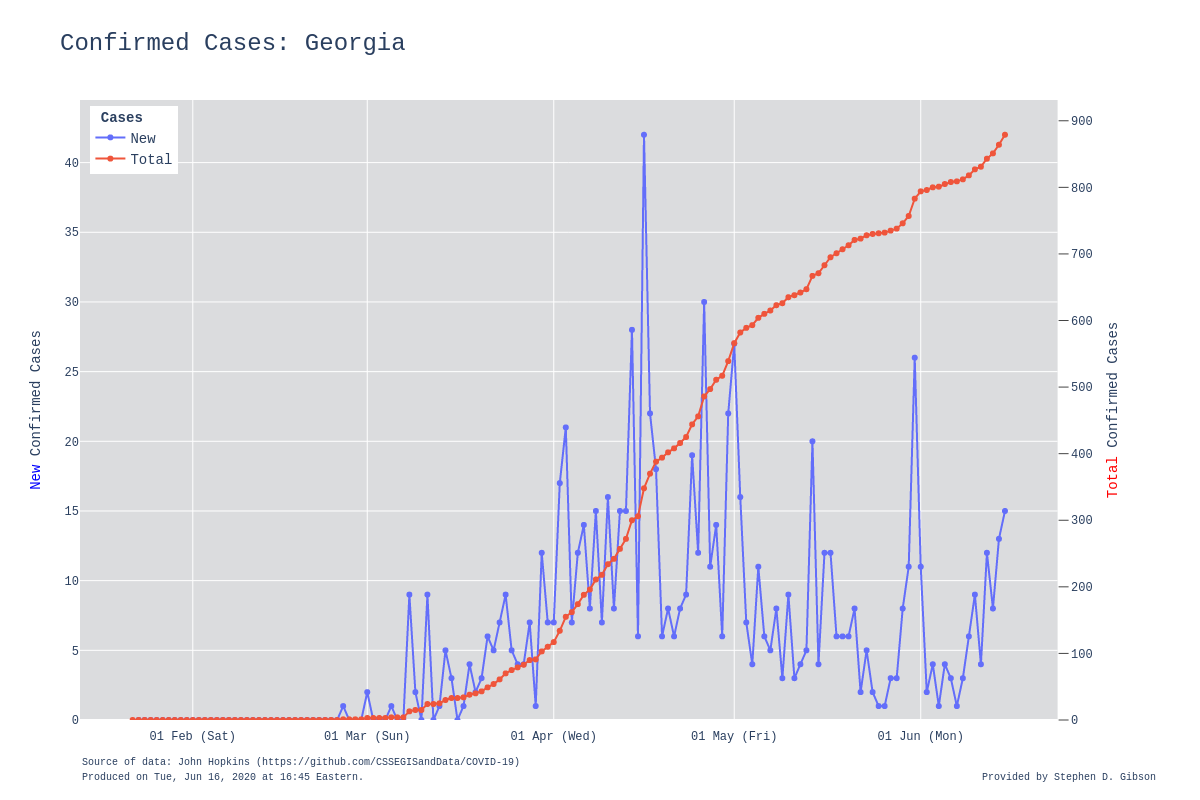 Confirmed Cases: Georgia
Cases
New
Total
40
35
30
25
20
15
10
5
0
New Confirmed Cases
900
800
700
600
500
400
300
200
100
0
Total Confirmed Cases
01 Feb (Sat)
01 Mar (Sun)
01 Apr (Wed)
01 May (Fri)
01 Jun (Mon)
Source of data: John Hopkins (https://github.com/CSSEGISandData/COVID-19)
Produced on Tue, Jun 16, 2020 at 16:45 Eastern.
Provided by Stephen D. Gibson